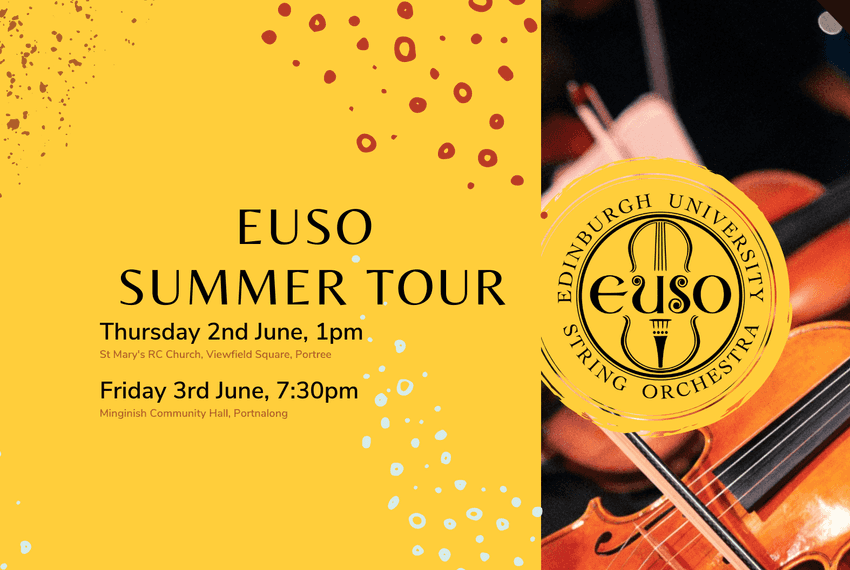 EUSO
SUMMER TOUR
Thursday 2nd June, 1pm
St Mary's RC Church, Viewfield Square, Portree
Friday 3rd June, 7:30pm
Minginish Community Hall, Portnalong
EDINBURGH UNIVERSITY
EUSO
STRING ORCHESTRA